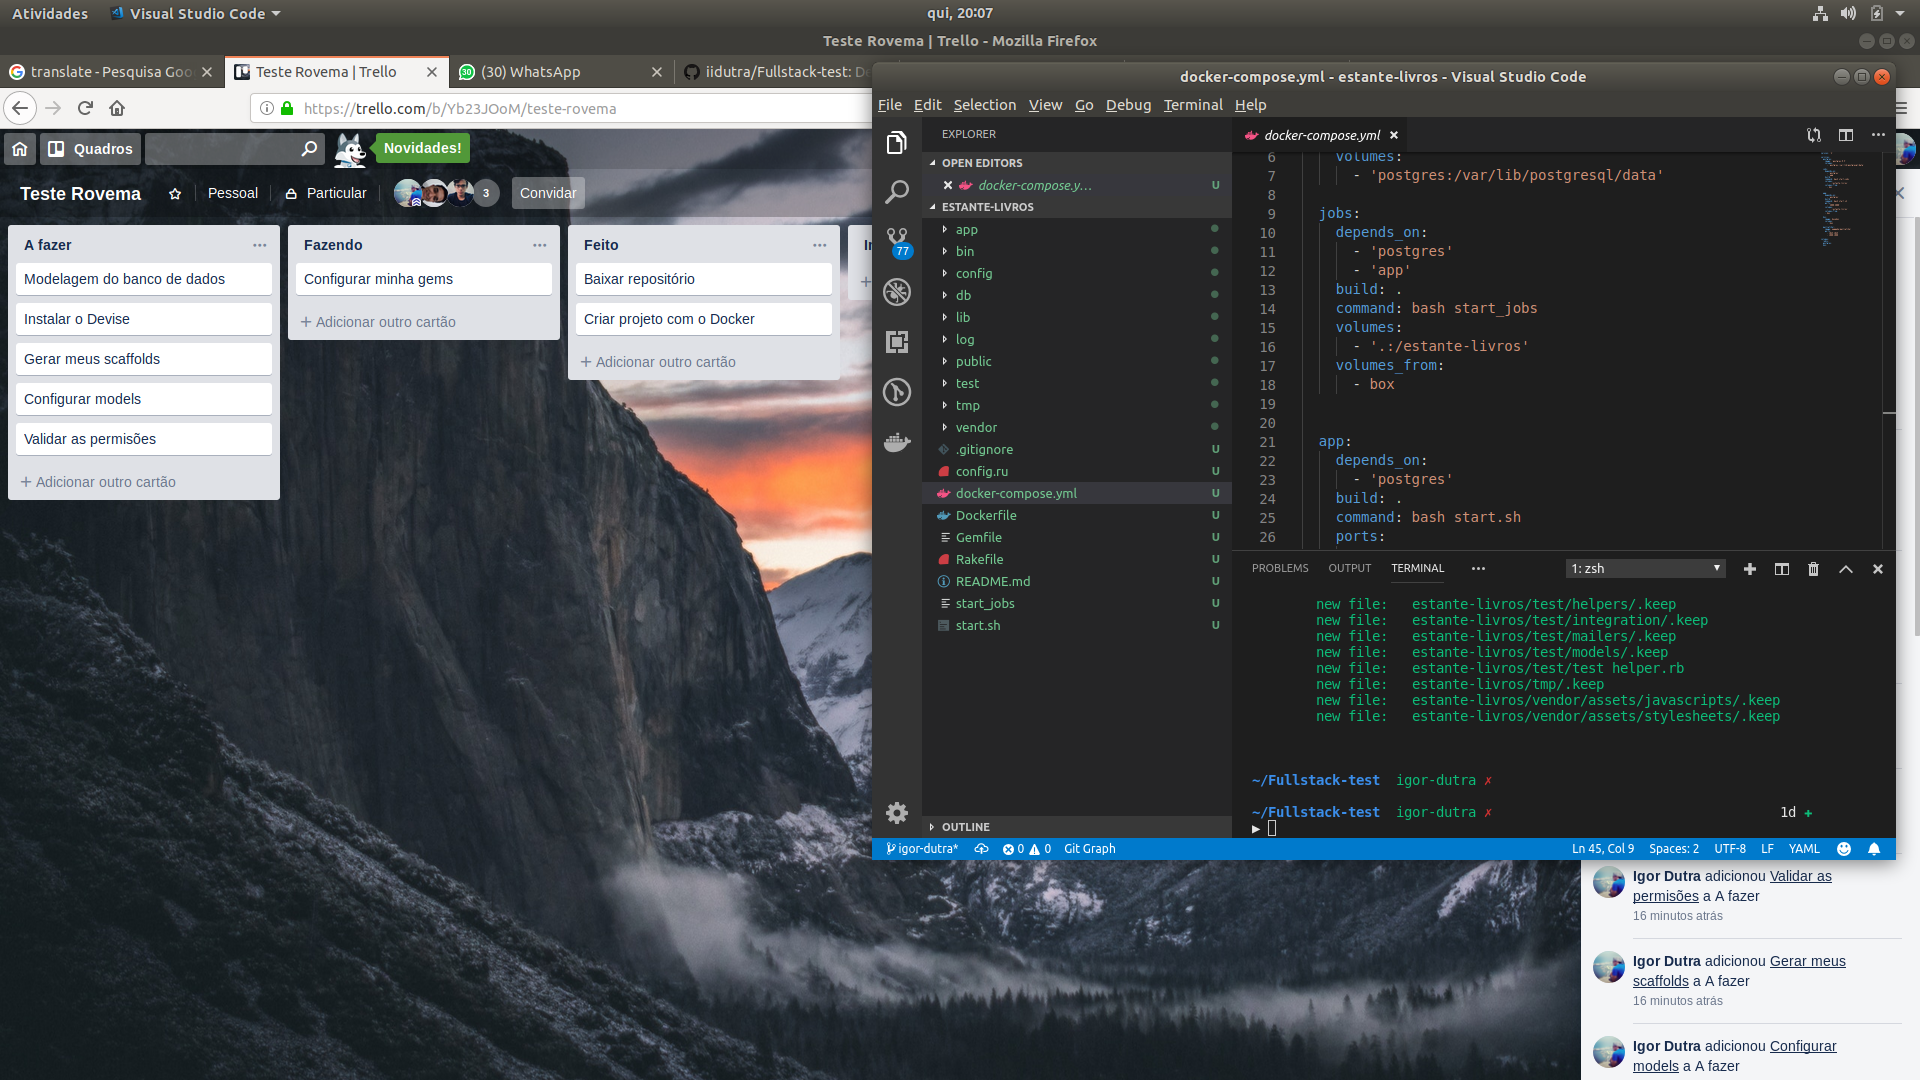 Atividades
Visual Studio Code
qui, 20:07
Teste Rovema | Trello - Mozilla Firefox
translate - Pesquisa Goo
Teste Rovema | Trello
(30) WhatsApp
iidutra/Fullstack-test: D
https://trello.com/b/Yb23JOoM/teste-rovema
Quadros
Novidades!
Teste Rovema
Pessoal
Particular
3
Convidar
A fazer
Modelagem do banco de dados
Instalar o Devise
Gerar meus scaffolds
Configurar models
Validar as permisões
+ Adicionar outro cartão
Fazendo
Configurar minha gems
+ Adicionar outro cartão
Feito
Baixar repositório
Criar projeto com o Docker
+ Adicionar outro cartão
docker-compose.yml - estante-livros - Visual Studio Code
File Edit Selection View Go Debug Terminal Help
77
EXPLORER
OPEN EDITORS
docker-compose.y... U
ESTANTE-LIVROS
app
bin
config
db
lib
log
public
test
tmp
vendor
.gitignore U
config.ru U
docker-compose.yml U
Dockerfile U
Gemfile U
Rakefile U
README.md U
start_jobs U
start.sh U
OUTLINE
docker-compose.yml
6 volumes:
7 - 'postgres:/var/lib/postgresql/data'
8
9 jobs:
10 depends_on:
11 - 'postgres'
12 - 'app'
13 build: .
14 command: bash start_jobs
15 volumes:
16 - '.:/estante-livros'
17 volumes_from:
18 - box
19
20
21 app:
22 depends_on:
23 - 'postgres'
24 build: .
25 command: bash start.sh
26 ports:
PROBLEMS OUTPUT TERMINAL
1: zsh
new file: estante-livros/test/helpers/.keep
new file: estante-livros/test/integration/.keep
new file: estante-livros/test/mailers/.keep
new file: estante-livros/test/models/.keep
new file: estante-livros/test/test helper.rb
new file: estante-livros/tmp/.keep
new file: estante-livros/vendor/assets/javascripts/.keep
new file: estante-livros/vendor/assets/stylesheets/.keep
~/Fullstack-test igor-dutra ✗
~/Fullstack-test igor-dutra ✗ 1d +
igor-dutra* 0 0 Git Graph
Ln 45, Col 9 Spaces: 2 UTF-8 LF YAML
Igor Dutra adicionou Validar as
permisões a A fazer
16 minutos atrás
Igor Dutra adicionou Gerar meus
scaffolds a A fazer
16 minutos atrás
Igor Dutra adicionou Configurar
models a A fazer